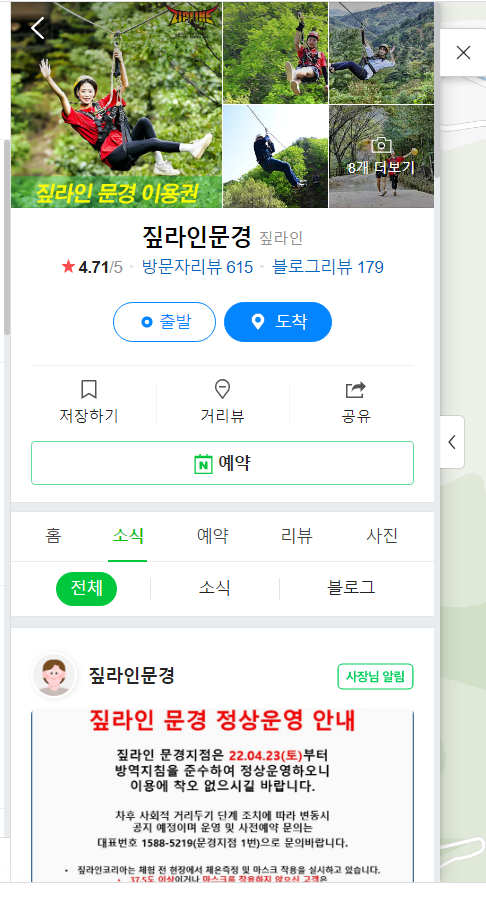 ZIPLINE
짚라인 문경 이용권
8개 더보기
짚라인문경 짚라인
4.71/5 · 방문자리뷰 615 · 블로그리뷰 179
출발 도착
저장하기 거리뷰 공유
N 예약
홈 소식 예약 리뷰 사진
전체 소식 블로그
짚라인문경 사장님 알림
짚라인 문경 정상운영 안내
짚라인 문경지점은 22.04.23(토)부터
방역지침을 준수하여 정상운영하오니
이용에 착오 없으시길 바랍니다.
차후 사회적 거리두기 단계 조치에 따라 변동시
공지 예정이며 운영 및 사전예약 문의는
대표번호 1588-5219(문경지점 1번)으로 문의바랍니다.
• 짚라인코리아는 체험 전 현장에서 체온측정 및 마스크 착용을 실시하고 있습니다.
• 37.5도 이상이거나 마스크를 착용하지 않으신 고객은